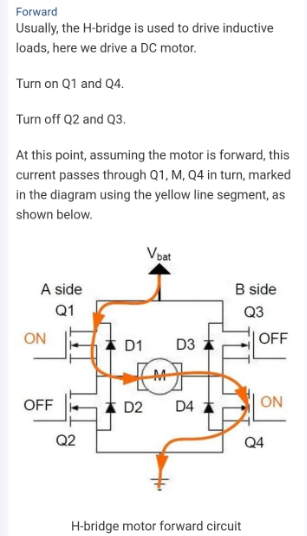 Forward
Usually, the H-bridge is used to drive inductive
loads, here we drive a DC motor.
Turn on Q1 and Q4.
Turn off Q2 and Q3.
At this point, assuming the motor is forward, this
current passes through Q1, M, Q4 in turn, marked
in the diagram using the yellow line segment, as
shown below.
Vbat
A side
B side
Q1
Q3
ON
D1
D3
OFF
M
OFF
D2
D4
ON
Q2
Q4
H-bridge motor forward circuit